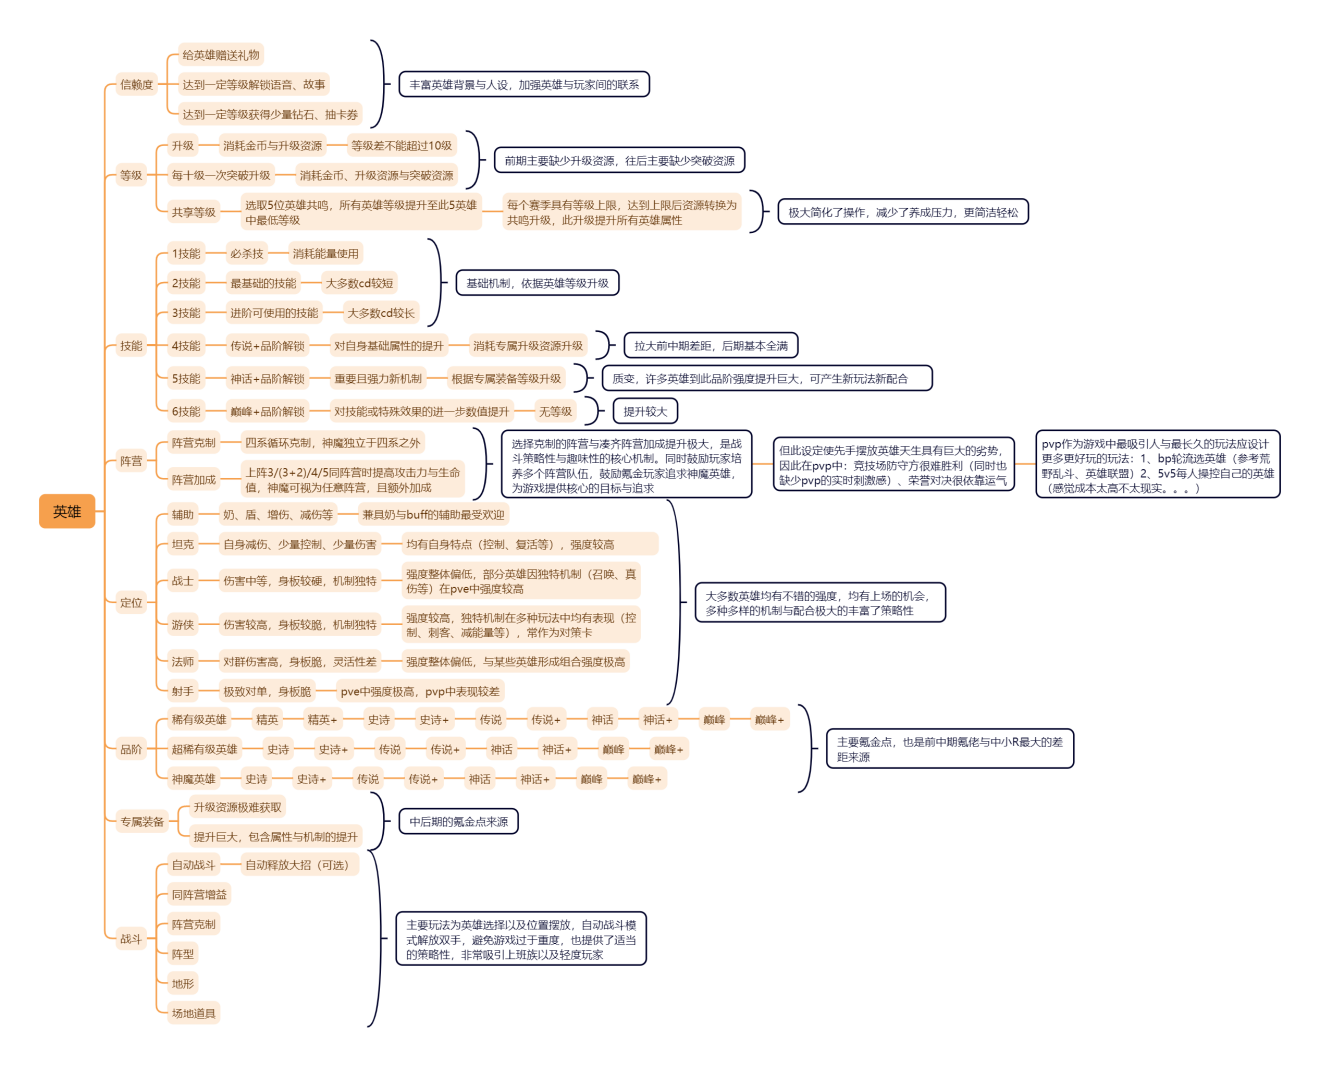 英雄
信赖度
给英雄赠送礼物
达到一定等级解锁语音、故事
达到一定等级获得少量钻石、抽卡券
丰富英雄背景与人设，加强英雄与玩家间的联系
等级
升级
消耗金币与升级资源
等级差不能超过10级
每十级一次突破升级
消耗金币、升级资源与突破资源
前期主要缺少升级资源，往后主要缺少突破资源
共享等级
选取5位英雄共鸣，所有英雄等级提升至此5英雄
中最低等级
每个赛季具有等级上限，达到上限后资源转换为
共鸣升级，此升级提升所有英雄属性
极大简化了操作，减少了养成压力，更简洁轻松
技能
1技能
必杀技
消耗能量使用
2技能
最基础的技能
大多数cd较短
3技能
进阶可使用的技能
大多数cd较长
基础机制，依据英雄等级升级
4技能
传说+品阶解锁
对自身基础属性的提升
消耗专属升级资源升级
拉大前中期差距，后期基本全满
5技能
神话+品阶解锁
重要且强力新机制
根据专属装备等级升级
质变，许多英雄到此品阶强度提升巨大，可产生新玩法新配合
6技能
巅峰+品阶解锁
对技能或特殊效果的进一步数值提升
无等级
提升较大
阵营
阵营克制
四系循环克制，神魔独立于四系之外
阵营加成
上阵3/(3+2)/4/5同阵营时提高攻击力与生命
值，神魔可视为任意阵营，且额外加成
选择克制的阵营与凑齐阵营加成提升极大，是战
斗策略性与趣味性的核心机制。同时鼓励玩家培
养多个阵营队伍，鼓励氪金玩家追求神魔英雄，
为游戏提供核心的目标与追求
但此设定使先手摆放英雄天生具有巨大的劣势，
因此在pvp中：竞技场防守方很难胜利（同时也
缺少pvp的实时刺激感）、荣誉对决很依靠运气
pvp作为游戏中最吸引人与最长久的玩法应设计
更多更好玩的玩法：1、bp轮流选英雄（参考荒
野乱斗、英雄联盟）2、5v5每人操控自己的英雄
（感觉成本太高不太现实。。。）
定位
辅助
奶、盾、增伤、减伤等
兼具奶与buff的辅助最受欢迎
坦克
自身减伤、少量控制、少量伤害
均有自身特点（控制、复活等），强度较高
战士
伤害中等，身板较硬，机制独特
强度整体偏低，部分英雄因独特机制（召唤、真
伤等）在pve中强度较高
游侠
伤害较高，身板较脆，机制独特
强度较高，独特机制在多种玩法中均有表现（控
制、刺客、减能量等），常作为对策卡
法师
对群伤害高，身板脆，灵活性差
强度整体偏低，与某些英雄形成组合强度极高
射手
极致对单，身板脆
pve中强度极高，pvp中表现较差
大多数英雄均有不错的强度，均有上场的机会，
多种多样的机制与配合极大的丰富了策略性
品阶
稀有级英雄
精英
精英+
史诗
史诗+
传说
传说+
神话
神话+
巅峰
巅峰+
超稀有级英雄
史诗
史诗+
传说
传说+
神话
神话+
巅峰
巅峰+
神魔英雄
史诗
史诗+
传说
传说+
神话
神话+
巅峰
巅峰+
主要氪金点，也是前中期氪佬与中小R最大的差
距来源
专属装备
升级资源极难获取
提升巨大，包含属性与机制的提升
中后期的氪金点来源
战斗
自动战斗
自动释放大招（可选）
同阵营增益
阵营克制
阵型
地形
场地道具
主要玩法为英雄选择以及位置摆放，自动战斗模
式解放双手，避免游戏过于重度，也提供了适当
的策略性，非常吸引上班族以及轻度玩家